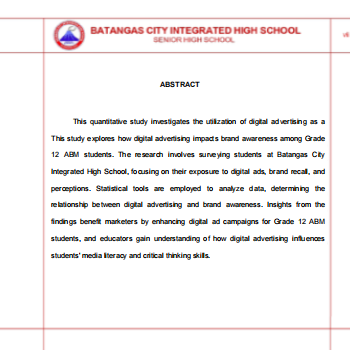 BATANGAS CITY INTEGRATED HIGH SCHOOL
SENIOR HIGH SCHOOL
ABSTRACT
This quantitative study investigates the utilization of digital advertising as a
This study explores how digital advertising impacts brand awareness among Grade
12 ABM students. The research involves surveying students at Batangas City
Integrated High School, focusing on their exposure to digital ads, brand recall, and
perceptions. Statistical tools are employed to analyze data, determining the
relationship between digital advertising and brand awareness. Insights from the
findings benefit marketers by enhancing digital ad campaigns for Grade 12 ABM
students, and educators gain understanding of how digital advertising influences
students' media literacy and critical thinking skills.